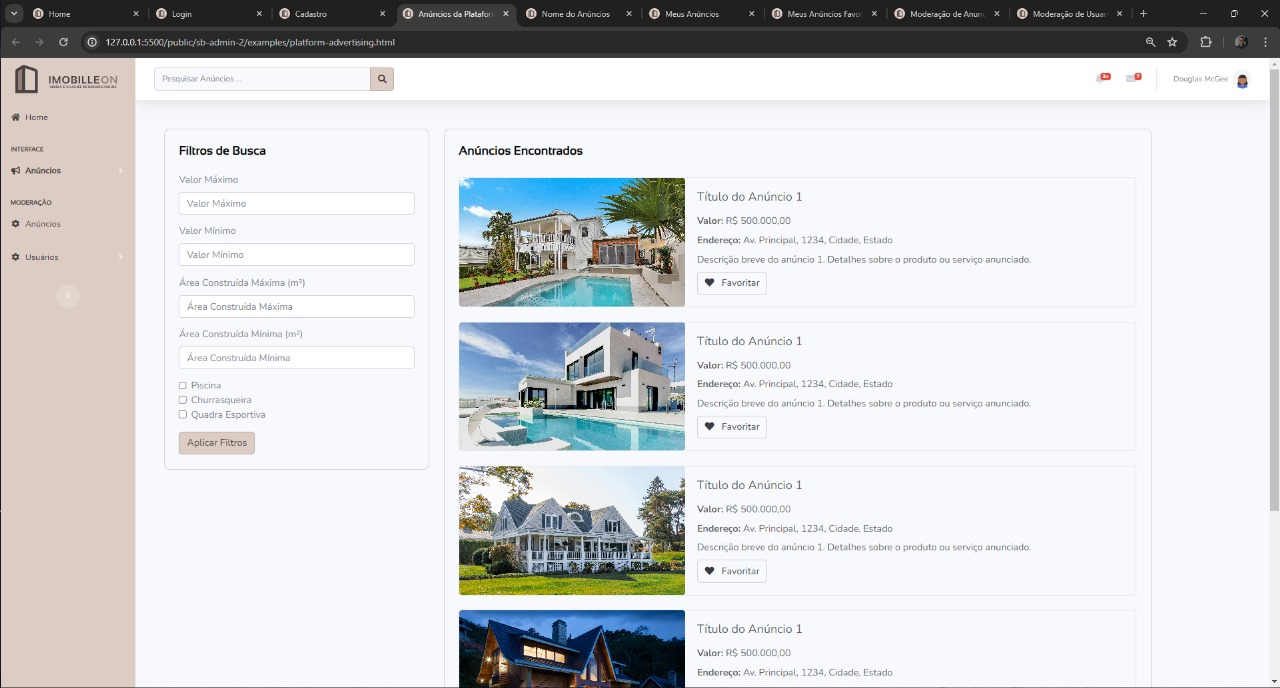 Home
Login
Cadastro
Anúncios da Platafor
Nome do Anúncios
Meus Anúncios
Meus Anúncios Favo
Moderação de Anun
Moderação de Usua
127.0.0.1:5500/public/sb-admin-2/examples/platform-advertising.html
IMOBILLEON
Pesquisar Anúncios ...
3+
7
Douglas McGee
Home
INTERFACE
Anúncios
MODERAÇÃO
Anúncios
Usuários
Filtros de Busca
Valor Máximo
Valor Máximo
Valor Mínimo
Valor Mínimo
Área Construída Máxima (m²)
Área Construída Máxima
Área Construída Mínima (m²)
Área Construída Mínima
Piscina
Churrasqueira
Quadra Esportiva
Aplicar Filtros
Anúncios Encontrados
Título do Anúncio 1
Valor: R$ 500.000,00
Endereço: Av. Principal, 1234, Cidade, Estado
Descrição breve do anúncio 1. Detalhes sobre o produto ou serviço anunciado.
Favoritar
Título do Anúncio 1
Valor: R$ 500.000,00
Endereço: Av. Principal, 1234, Cidade, Estado
Descrição breve do anúncio 1. Detalhes sobre o produto ou serviço anunciado.
Favoritar
Título do Anúncio 1
Valor: R$ 500.000,00
Endereço: Av. Principal, 1234, Cidade, Estado
Descrição breve do anúncio 1. Detalhes sobre o produto ou serviço anunciado.
Favoritar
Título do Anúncio 1
Valor: R$ 500.000,00
Endereço: Av. Principal, 1234, Cidade, Estado